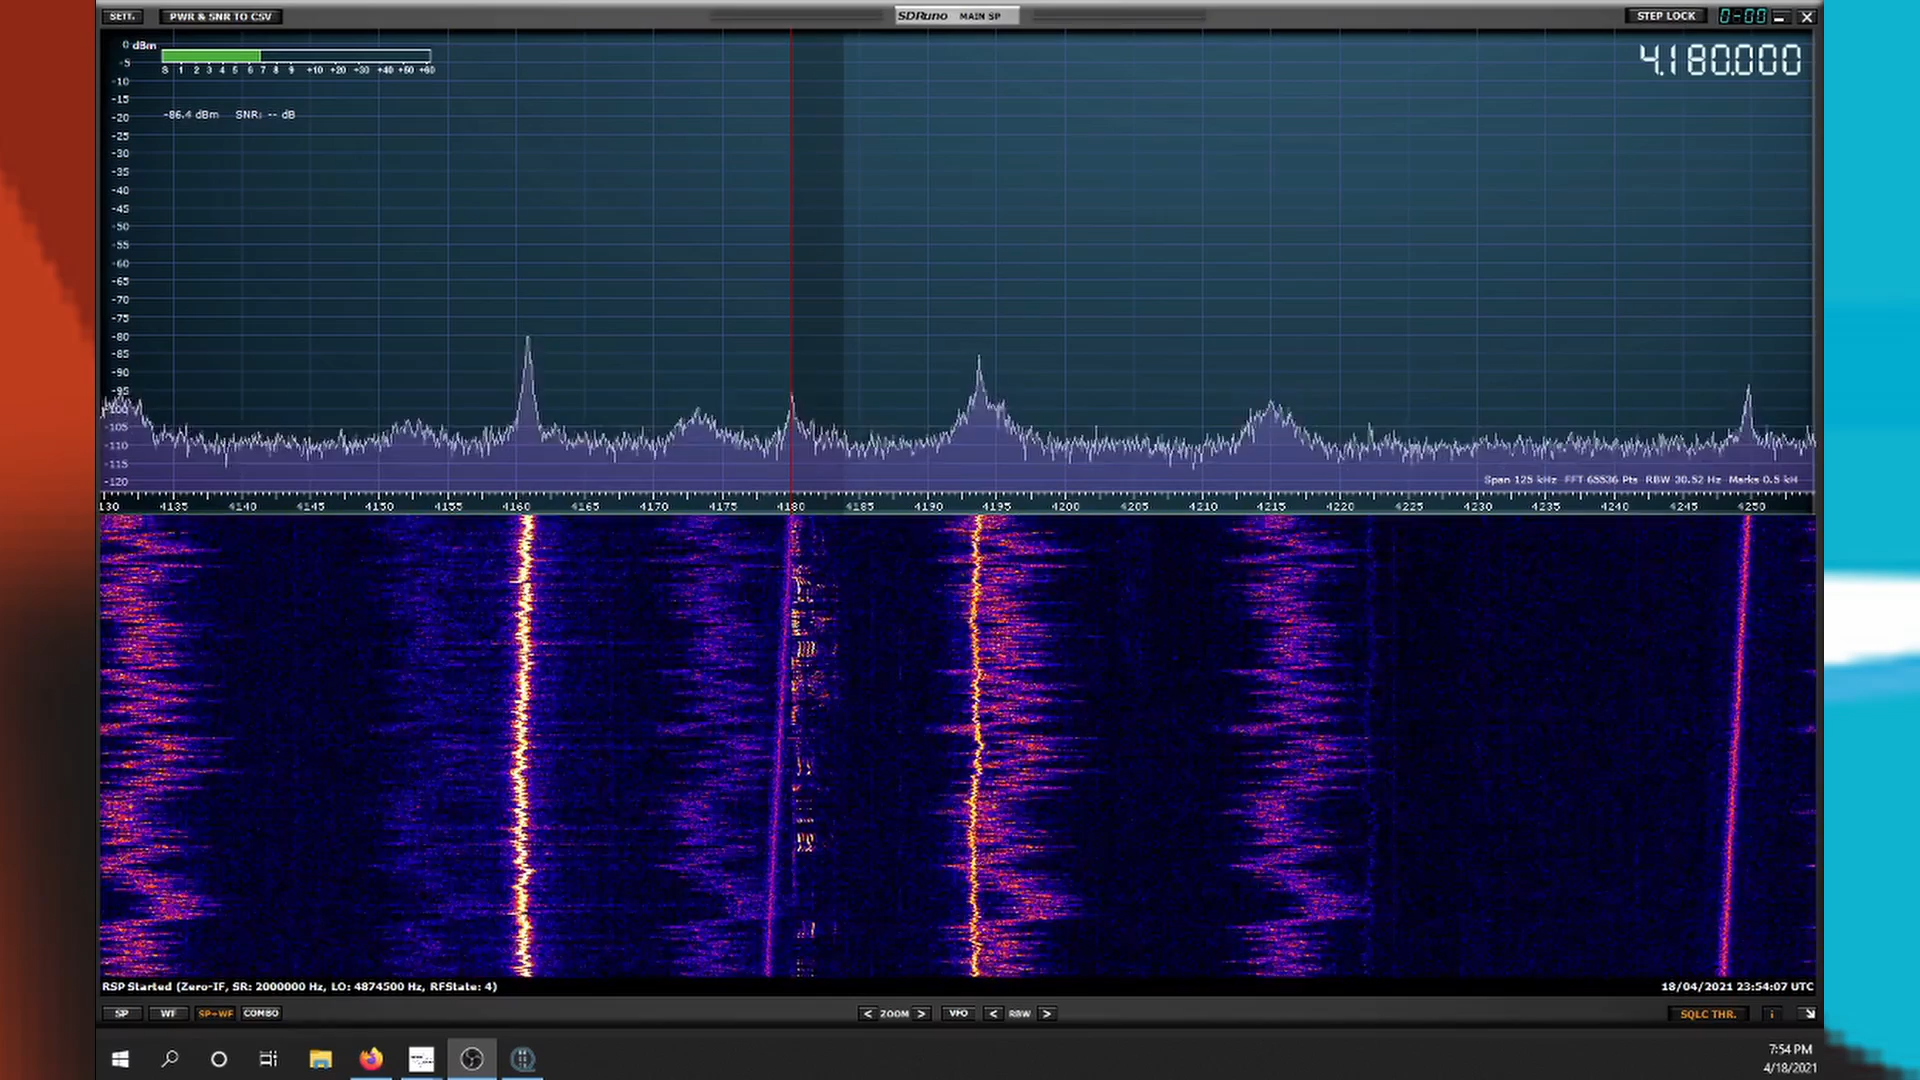 SETT. PWR & SNR TO CSV SDRuno MAIN SP STEP LOCK 0-00
0 dBm
S 1 2 3 4 5 6 7 8 9 +10 +20 +30 +40 +50 +60
4.180.000
-86.4 dBm SNR: -- dB
-5
-10
-15
-20
-25
-30
-35
-40
-45
-50
-55
-60
-65
-70
-75
-80
-85
-90
-95
-100
-105
-110
-115
-120
Span 125 kHz FFT 65536 Pts RBW 30.52 Hz Marks 0.5 kH
4130 4135 4140 4145 4150 4155 4160 4165 4170 4175 4180 4185 4190 4195 4200 4205 4210 4215 4220 4225 4230 4235 4240 4245 4250
RSP Started (Zero-IF, SR: 2000000 Hz, LO: 4874500 Hz, RFState: 4) 18/04/2021 23:54:07 UTC
SP WF SP+WF COMBO < ZOOM > VFO < RBW > SQLC THR. i
7:54 PM
4/18/2021